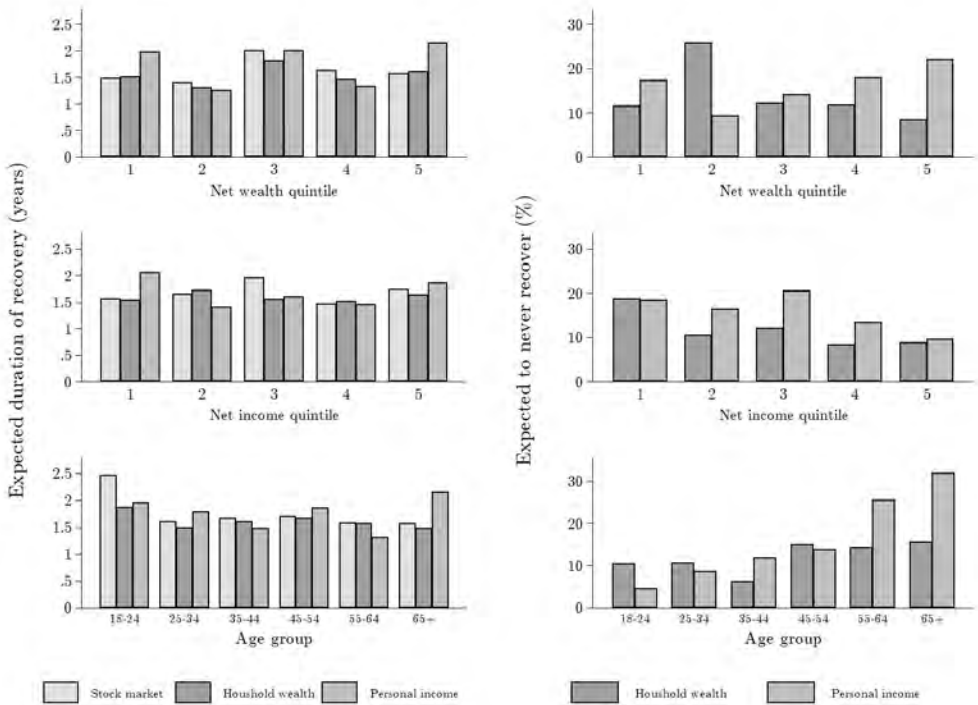 Expected duration of recovery (years)
2.5
2
1.5
1
.5
0
1 2 3 4 5
Net wealth quintile
2.5
2
1.5
1
.5
0
1 2 3 4 5
Net income quintile
2.5
2
1.5
1
.5
0
18-24 25-34 35-44 45-54 55-64 65+
Age group
Stock market Houshold wealth Personal income
Expected to never recover (%)
30
20
10
0
1 2 3 4 5
Net wealth quintile
30
20
10
0
1 2 3 4 5
Net income quintile
30
20
10
0
18-24 25-34 35-44 45-54 55-64 65+
Age group
Houshold wealth Personal income